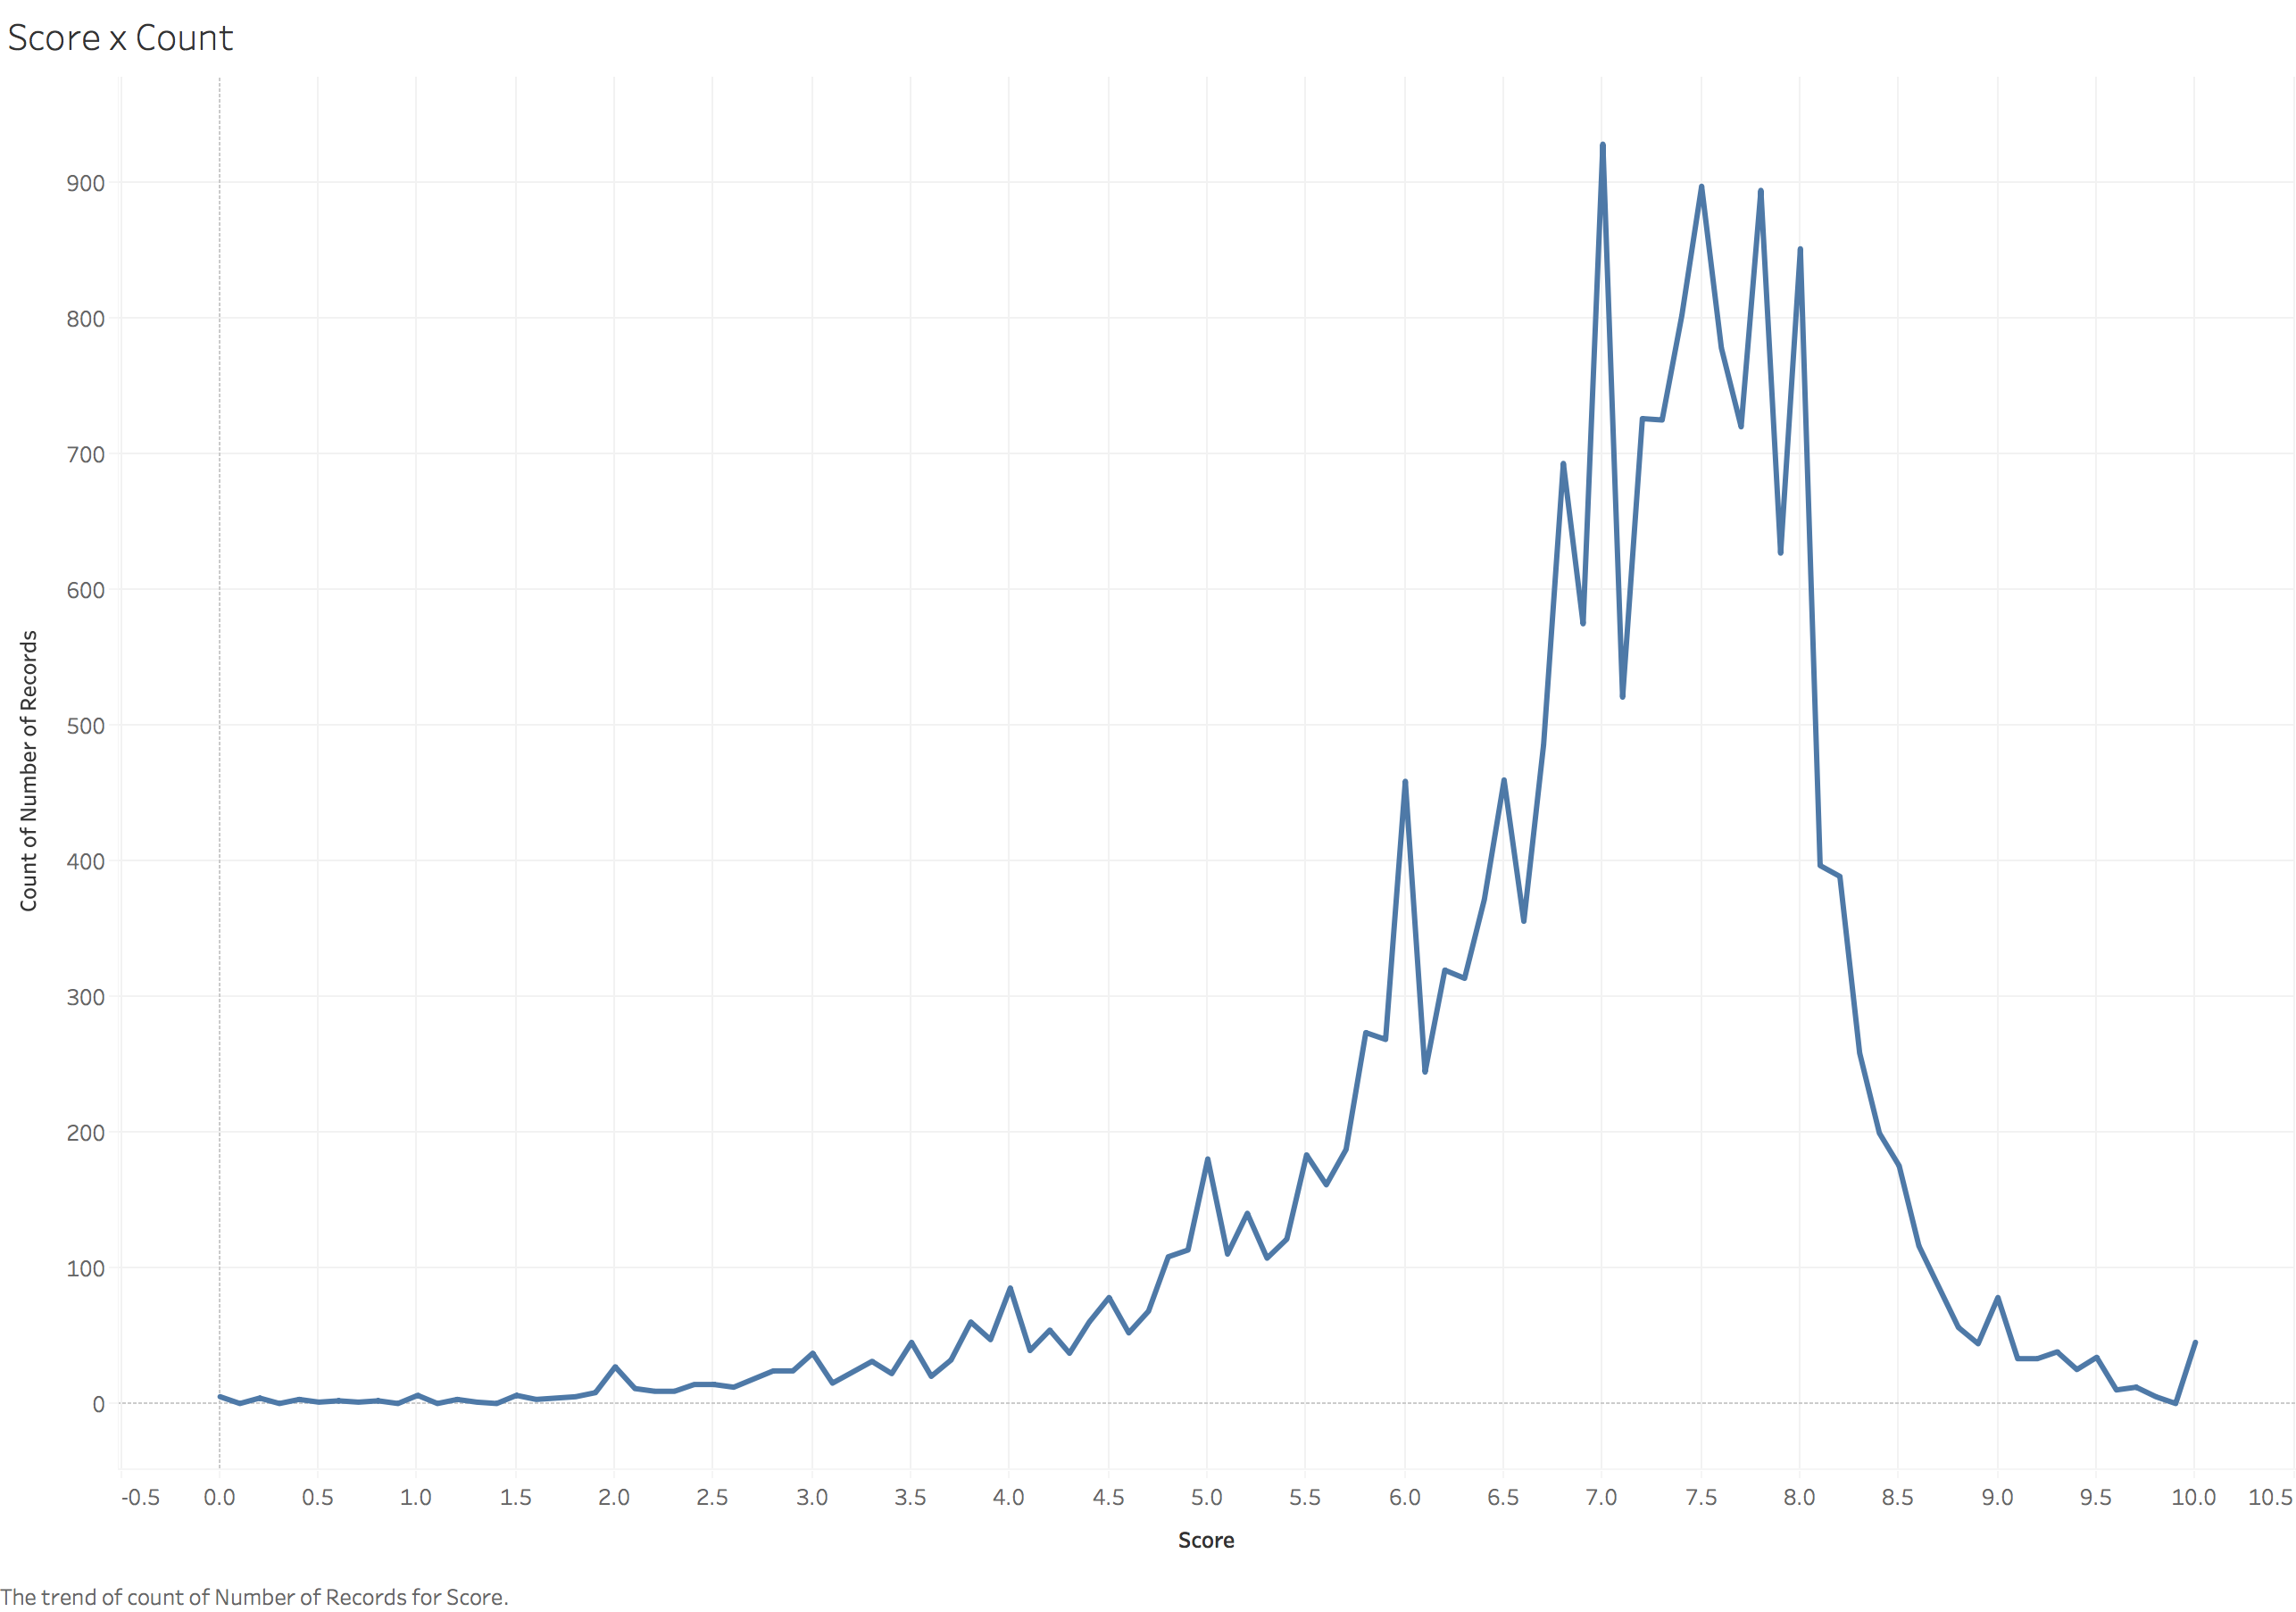 Score x Count
900
800
700
600
500
400
300
200
100
0
Count of Number of Records
-0.5 0.0 0.5 1.0 1.5 2.0 2.5 3.0 3.5 4.0 4.5 5.0 5.5 6.0 6.5 7.0 7.5 8.0 8.5 9.0 9.5 10.0 10.5
Score
The trend of count of Number of Records for Score.